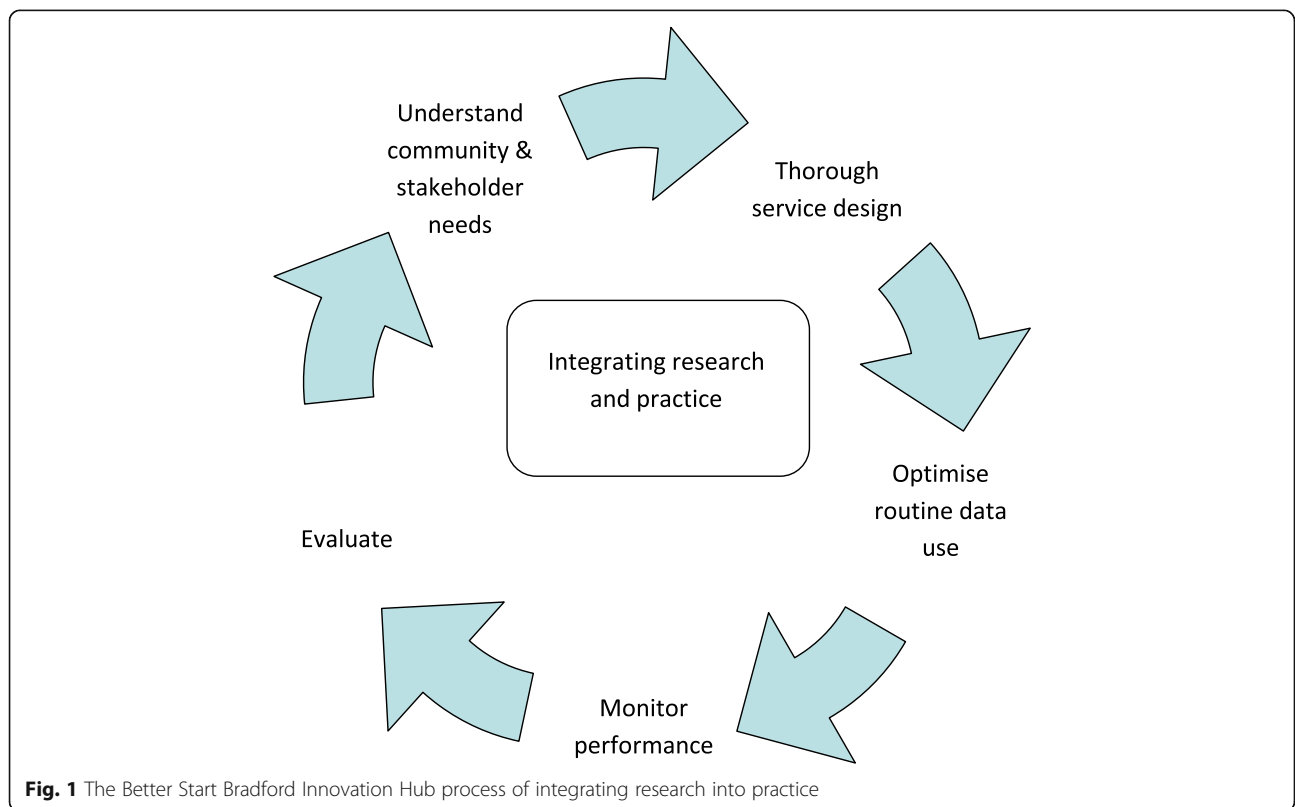 Understand
community &
stakeholder
needs
Thorough
service design
Integrating research
and practice
Optimise
routine data
use
Evaluate
Monitor
performance
Fig. 1 The Better Start Bradford Innovation Hub process of integrating research into practice